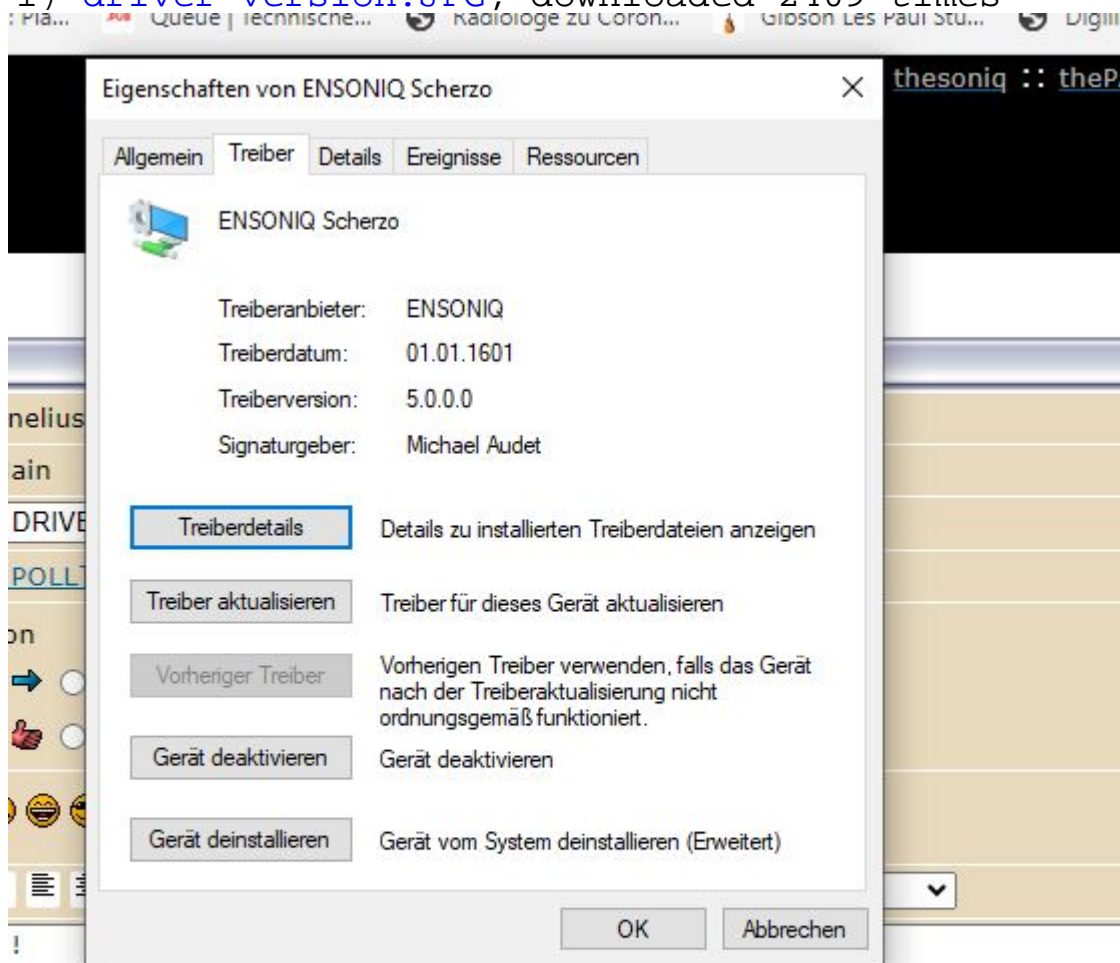 1) driver version.JPG, downloaded 2409 times
: Pla... Queue | Technische... Radiologe zu Coron... Gibson Les Paul Stu...
Eigenschaften von ENSONIQ Scherzo
thesoniq :: theP
Allgemein Treiber Details Ereignisse Ressourcen
ENSONIQ Scherzo
Treiberanbieter: ENSONIQ
Treiberdatum: 01.01.1601
Treiberversion: 5.0.0.0
nelius
Signaturgeber: Michael Audet
ain
DRIVE
Treiberdetails Details zu installierten Treiberdateien anzeigen
POLL
Treiber aktualisieren Treiber für dieses Gerät aktualisieren
on
Vorheriger Treiber Vorherigen Treiber verwenden, falls das Gerät
nach der Treiberaktualisierung nicht
ordnungsgemäß funktioniert.
Gerät deaktivieren Gerät deaktivieren
Gerät deinstallieren Gerät vom System deinstallieren (Erweitert)
OK Abbrechen
!